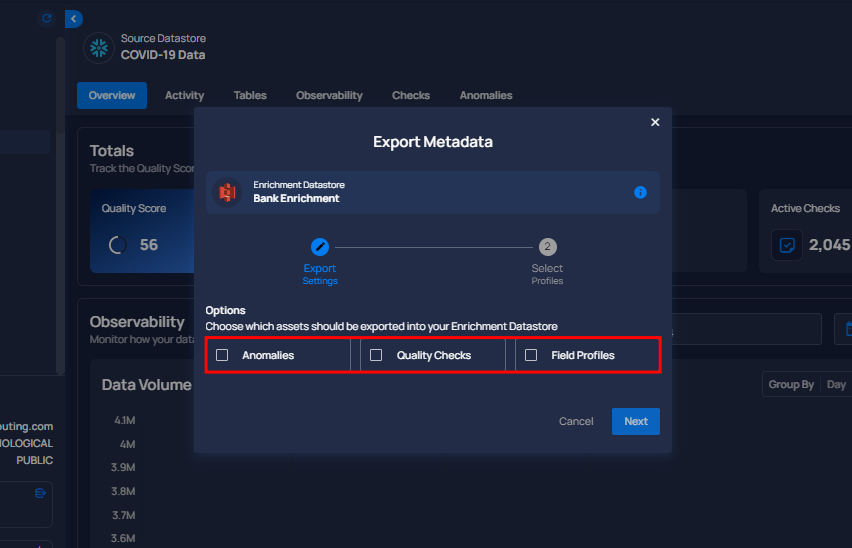 Source Datastore
COVID-19 Data
Overview
Activity
Tables
Observability
Checks
Anomalies
Export Metadata
Totals
Track the Quality Scor
Enrichment Datastore
Bank Enrichment
Quality Score
56
Active Checks
2,045
2
Export
Settings
Select
Profiles
Options
Choose which assets should be exported into your Enrichment Datastore
Observability
Monitor how your data
Anomalies
Quality Checks
Field Profiles
Data Volume
Group By
Day
Cancel
Next
4.1M
4M
3.9M
3.8M
3.7M
3.6M
outing.com
IOLOGICAL
PUBLIC